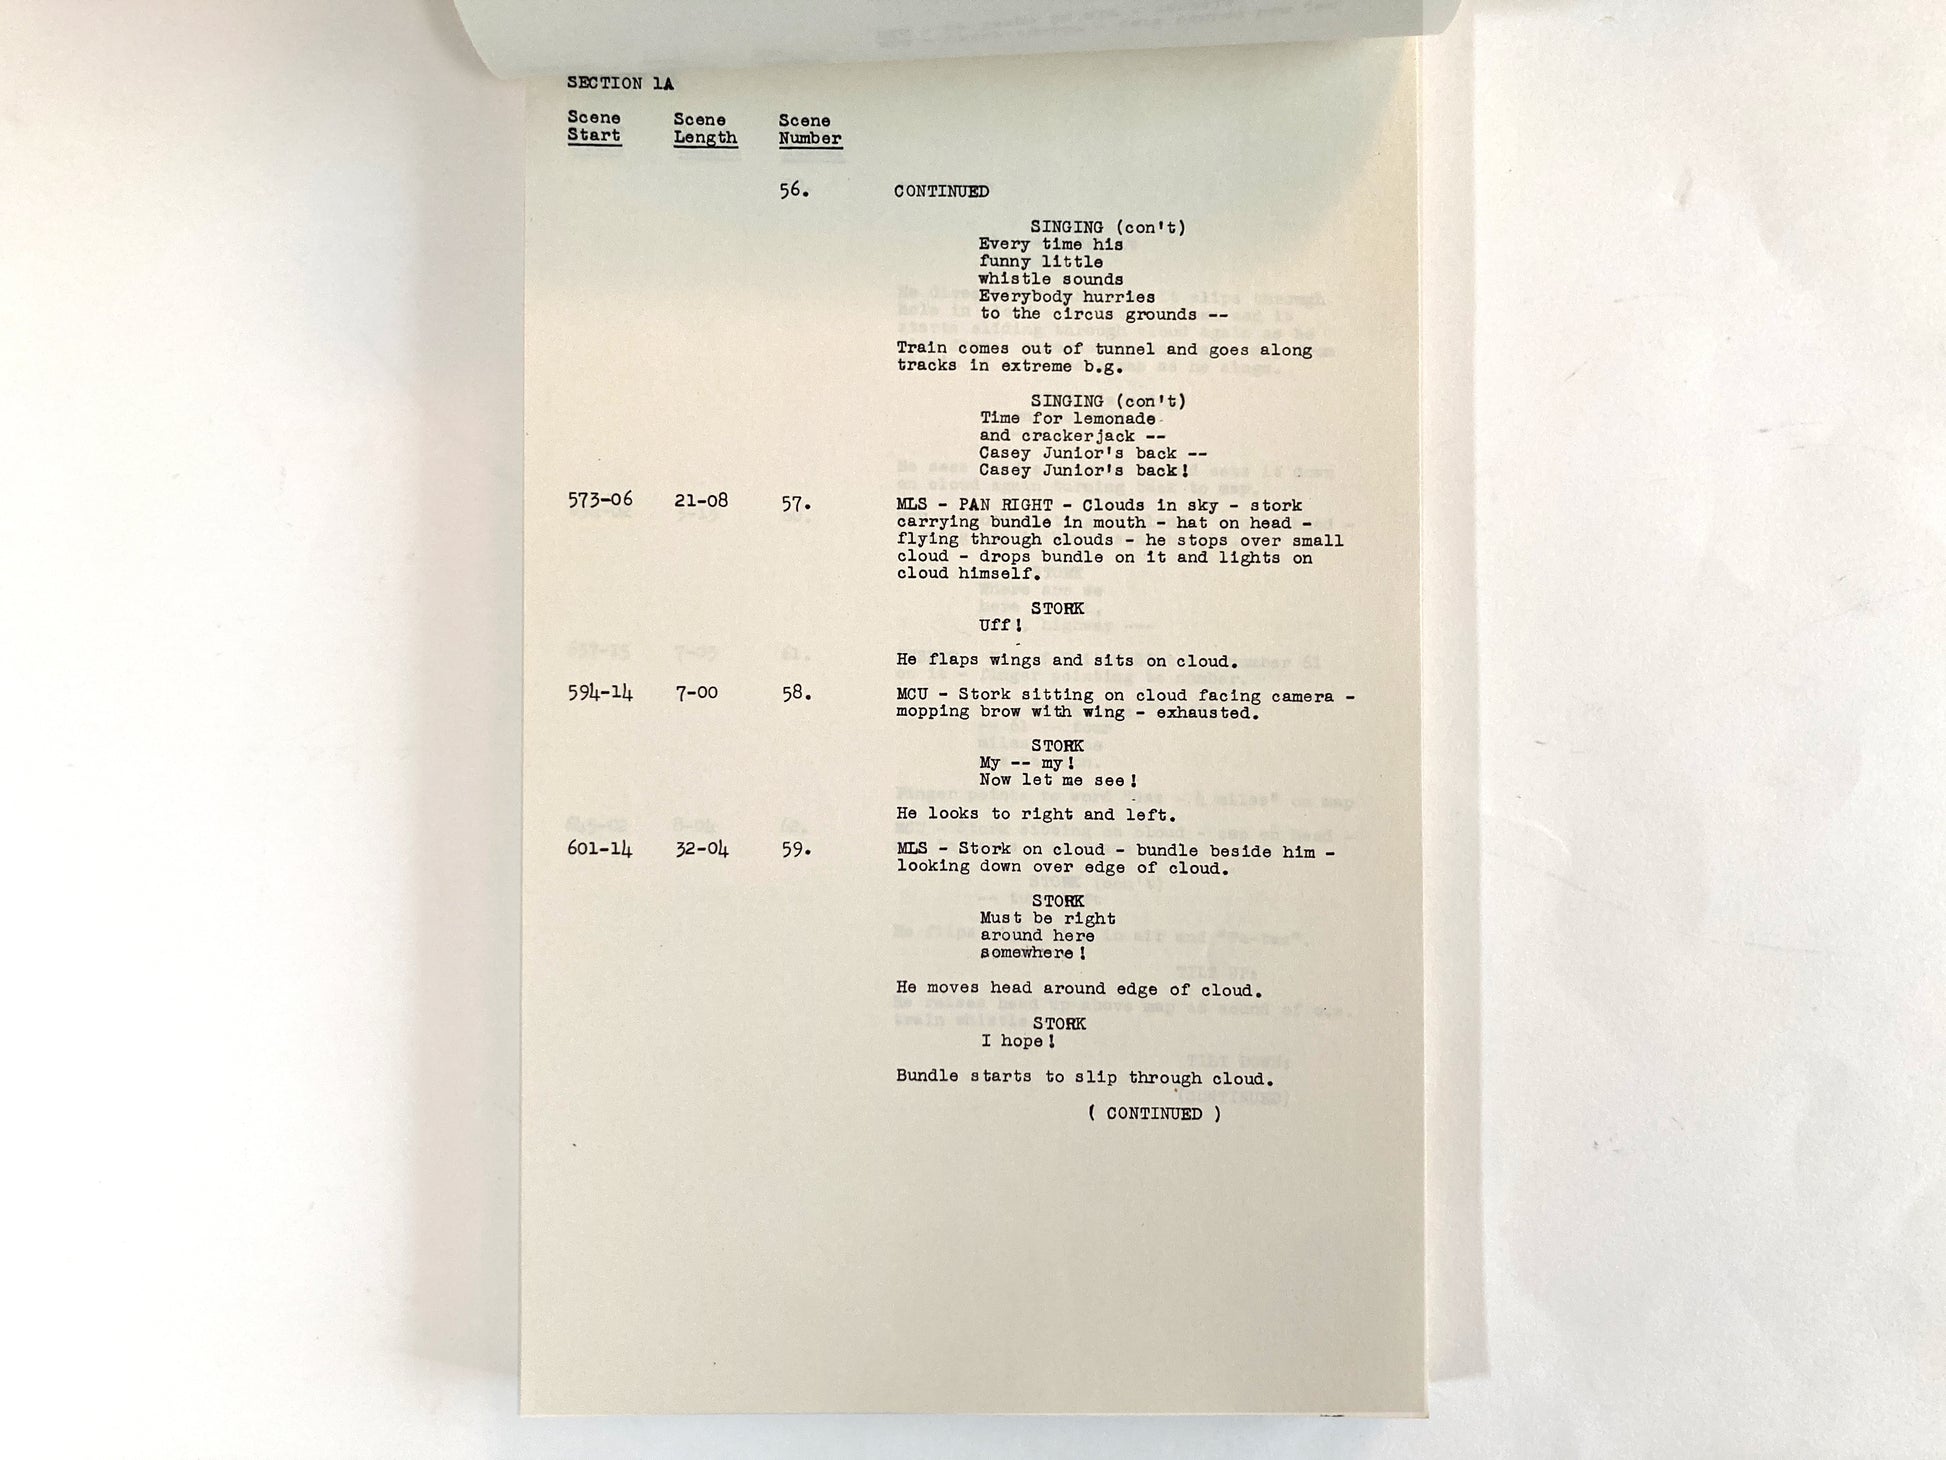 SECTION 1A
Scene Start Scene Length Scene Number
56. CONTINUED
SINGING (con't)
Every time his
funny little
whistle sounds
Everybody hurries
to the circus grounds --
Train comes out of tunnel and goes along
tracks in extreme b.g.
SINGING (con't)
Time for lemonade
and crackerjack --
Casey Junior's back --
Casey Junior's back!
573-06 21-08 57. MLS - PAN RIGHT - Clouds in sky - stork
carrying bundle in mouth - hat on head -
flying through clouds - he stops over small
cloud - drops bundle on it and lights on
cloud himself.
STORK
Uff!
He flaps wings and sits on cloud.
594-14 7-00 58. MCU - Stork sitting on cloud facing camera -
mopping brow with wing - exhausted.
STORK
My -- my!
Now let me see!
He looks to right and left.
601-14 32-04 59. MLS - Stork on cloud - bundle beside him -
looking down over edge of cloud.
STORK
Must be right
around here
somewhere!
He moves head around edge of cloud.
STORK
I hope!
Bundle starts to slip through cloud.
( CONTINUED )